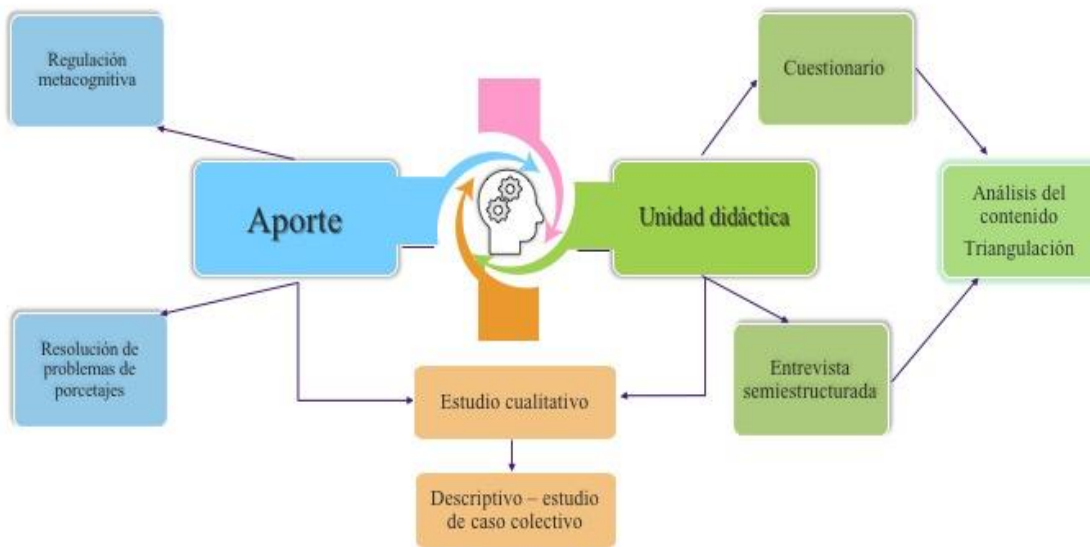 Regulación
metacognitiva
Cuestionario
Aporte
Unidad didáctica
Análisis del
contenido
Triangulación
Resolución de
problemas de
porcetajes
Estudio cualitativo
Entrevista
semiestructurada
Descriptivo – estudio
de caso colectivo